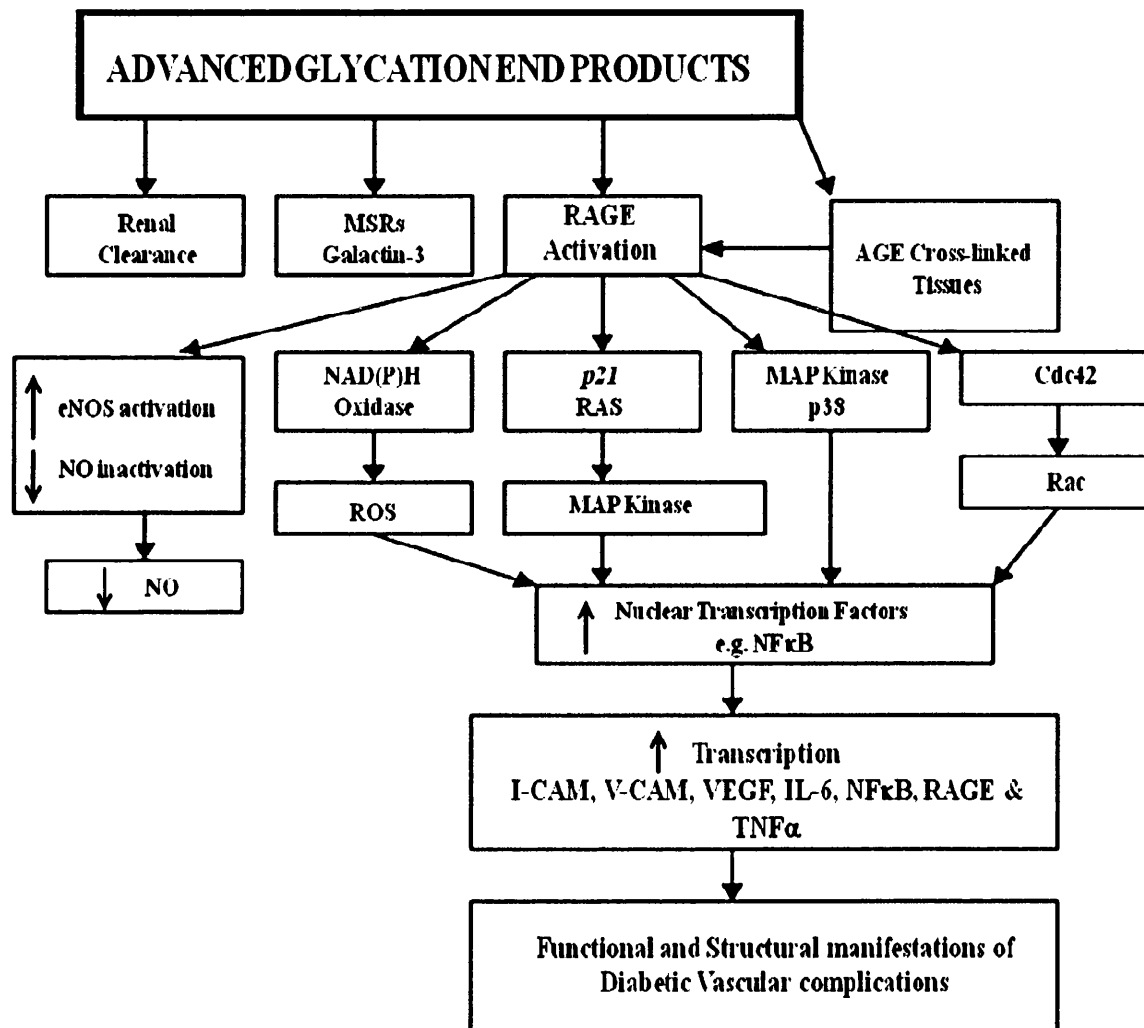 ADVANCED GLYCATION END PRODUCTS
Renal
Clearance
MSRs
Galactin-3
RAGE
Activation
AGE Cross-linked
Tissues
↑ eNOS activation
↓ NO inactivation
NAD(P)H
Oxidase
p21
RAS
MAP Kinase
p38
Cdc42
ROS
MAP Kinase
Rac
↓ NO
↑ Nuclear Transcription Factors
e.g. NFκB
↑ Transcription
I-CAM, V-CAM, VEGF, IL-6, NFκB, RAGE &
TNFα
Functional and Structural manifestations of
Diabetic Vascular complications